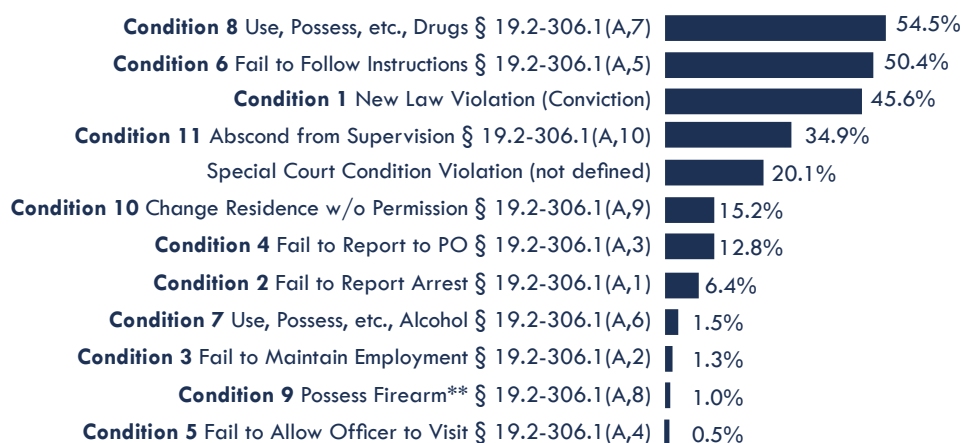 Condition 8 Use, Possess, etc., Drugs § 19.2-306.1(A,7) 54.5%
Condition 6 Fail to Follow Instructions § 19.2-306.1(A,5) 50.4%
Condition 1 New Law Violation (Conviction) 45.6%
Condition 11 Abscond from Supervision § 19.2-306.1(A,10) 34.9%
Special Court Condition Violation (not defined) 20.1%
Condition 10 Change Residence w/o Permission § 19.2-306.1(A,9) 15.2%
Condition 4 Fail to Report to PO § 19.2-306.1(A,3) 12.8%
Condition 2 Fail to Report Arrest § 19.2-306.1(A,1) 6.4%
Condition 7 Use, Possess, etc., Alcohol § 19.2-306.1(A,6) 1.5%
Condition 3 Fail to Maintain Employment § 19.2-306.1(A,2) 1.3%
Condition 9 Possess Firearm** § 19.2-306.1(A,8) 1.0%
Condition 5 Fail to Allow Officer to Visit § 19.2-306.1(A,4) 0.5%